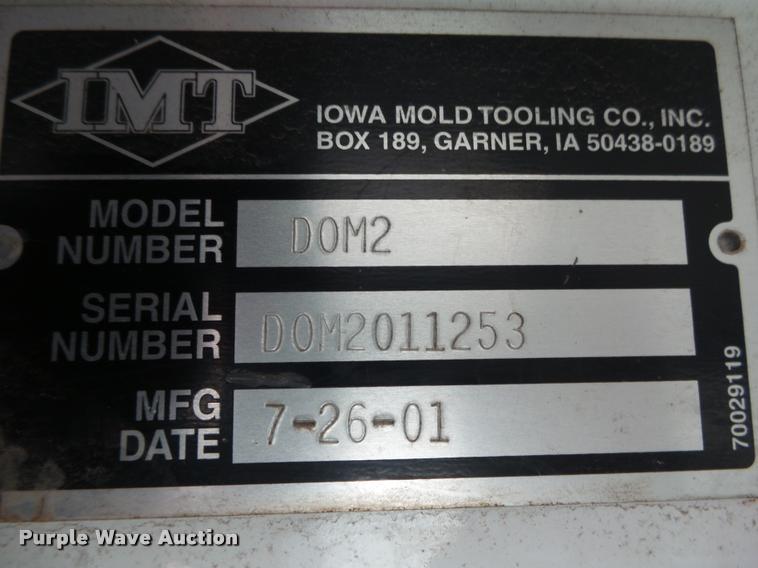 IMT
IOWA MOLD TOOLING CO., INC.
BOX 189, GARNER, IA 50438-0189
MODEL NUMBER DOM2
SERIAL NUMBER DOM2011253
MFG DATE 7-26-01
70029119
Purple Wave Auction